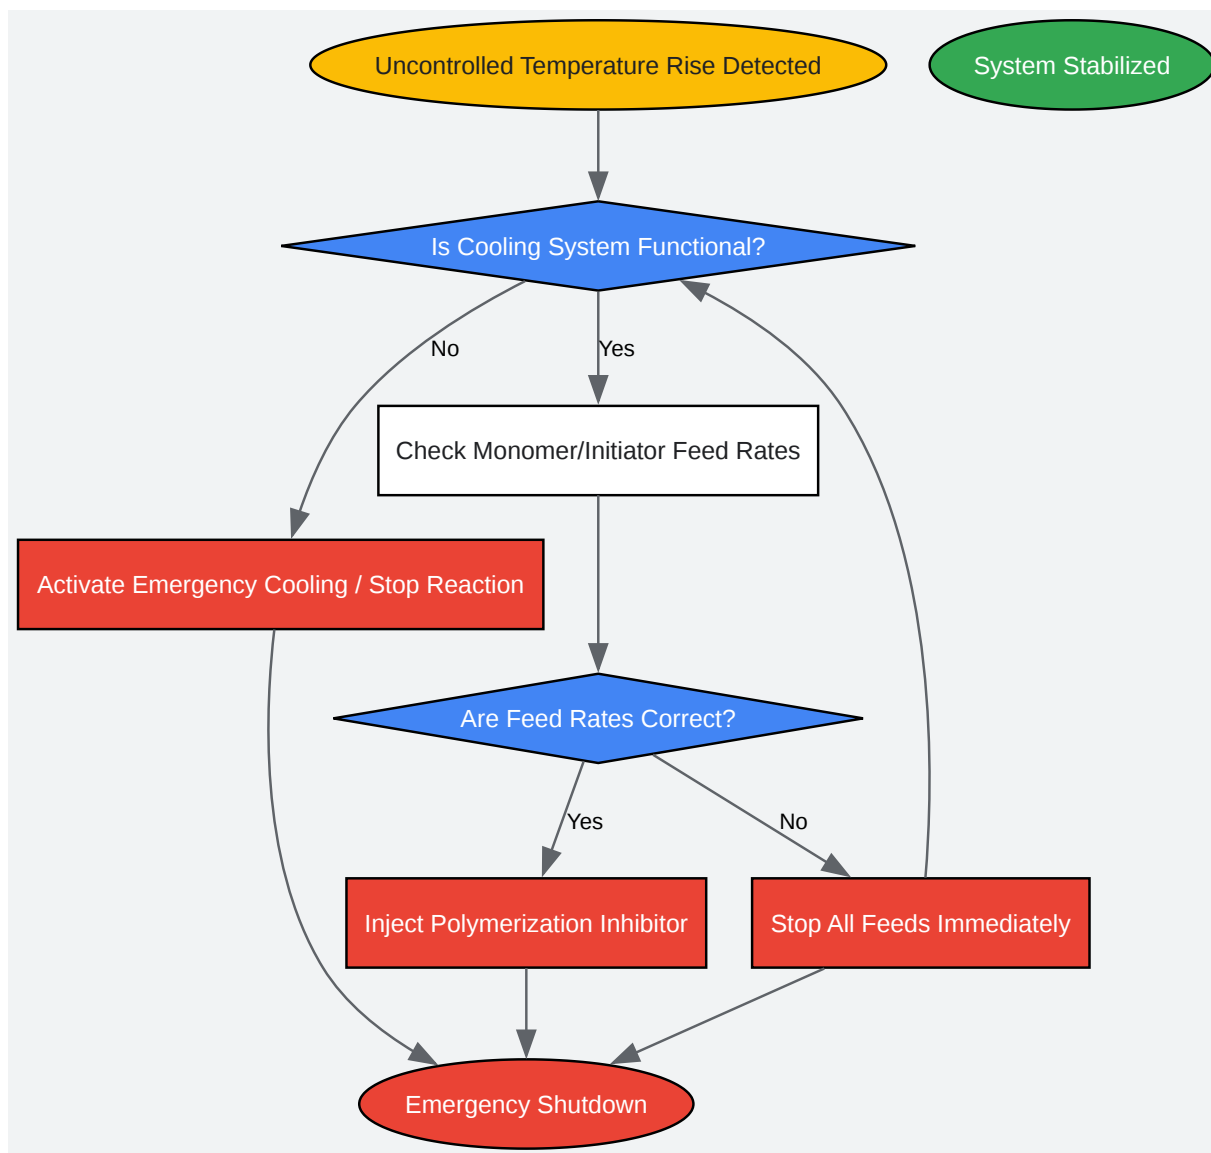 Uncontrolled Temperature Rise Detected
System Stabilized
Is Cooling System Functional?
No
Yes
Check Monomer/Initiator Feed Rates
Activate Emergency Cooling / Stop Reaction
Are Feed Rates Correct?
Yes
No
Inject Polymerization Inhibitor
Stop All Feeds Immediately
Emergency Shutdown